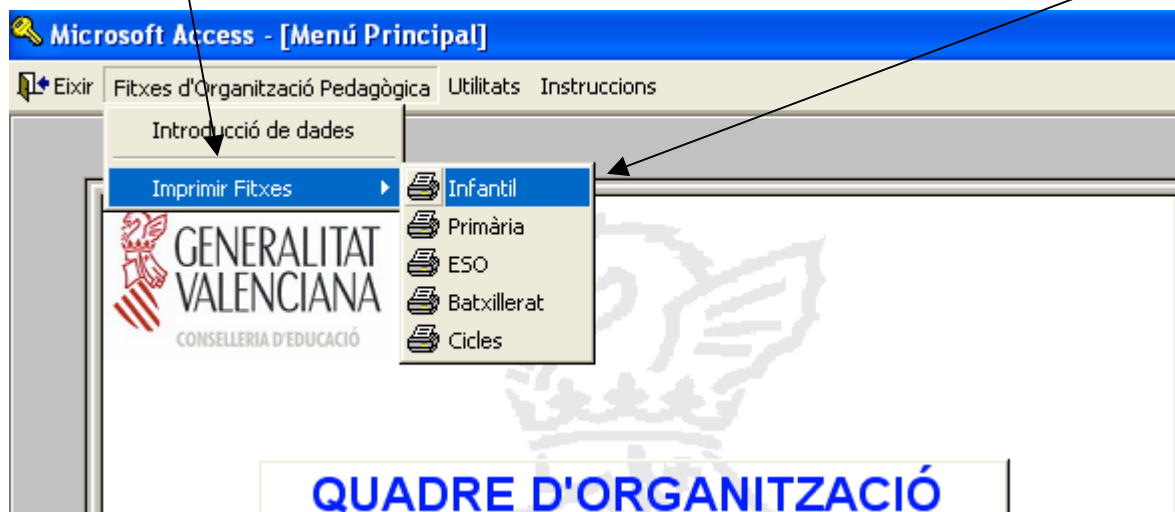 Microsoft Access - [Menú Principal]
Eixir Fitxes d'Organització Pedagògica Utilitats Instruccions
Introducció de dades
Imprimir Fitxes
Infantil
Primària
ESO
Batxillerat
Cicles
GENERALITAT
VALENCIANA
CONSELLERIA D'EDUCACIÓ
QUADRE D'ORGANITZACIÓ